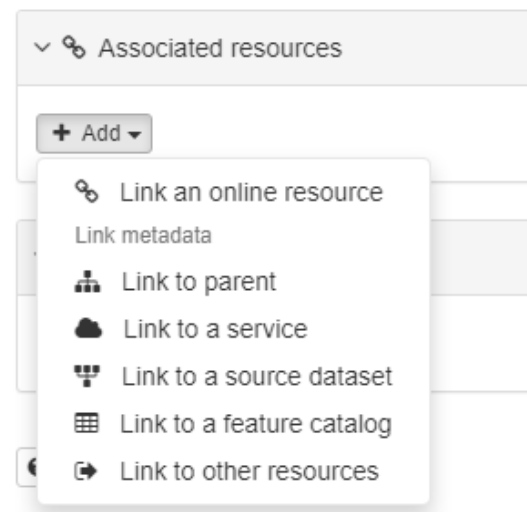 Associated resources
Add
Link an online resource
Link metadata
Link to parent
Link to a service
Link to a source dataset
Link to a feature catalog
Link to other resources